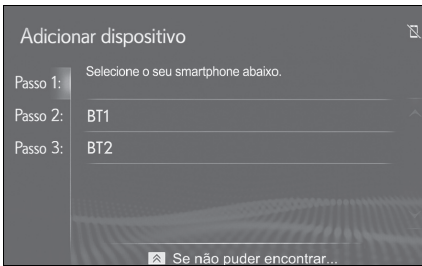 Adicionar dispositivo
Passo 1:
Selecione o seu smartphone abaixo.
Passo 2:
BT1
Passo 3:
BT2
Se não puder encontrar...